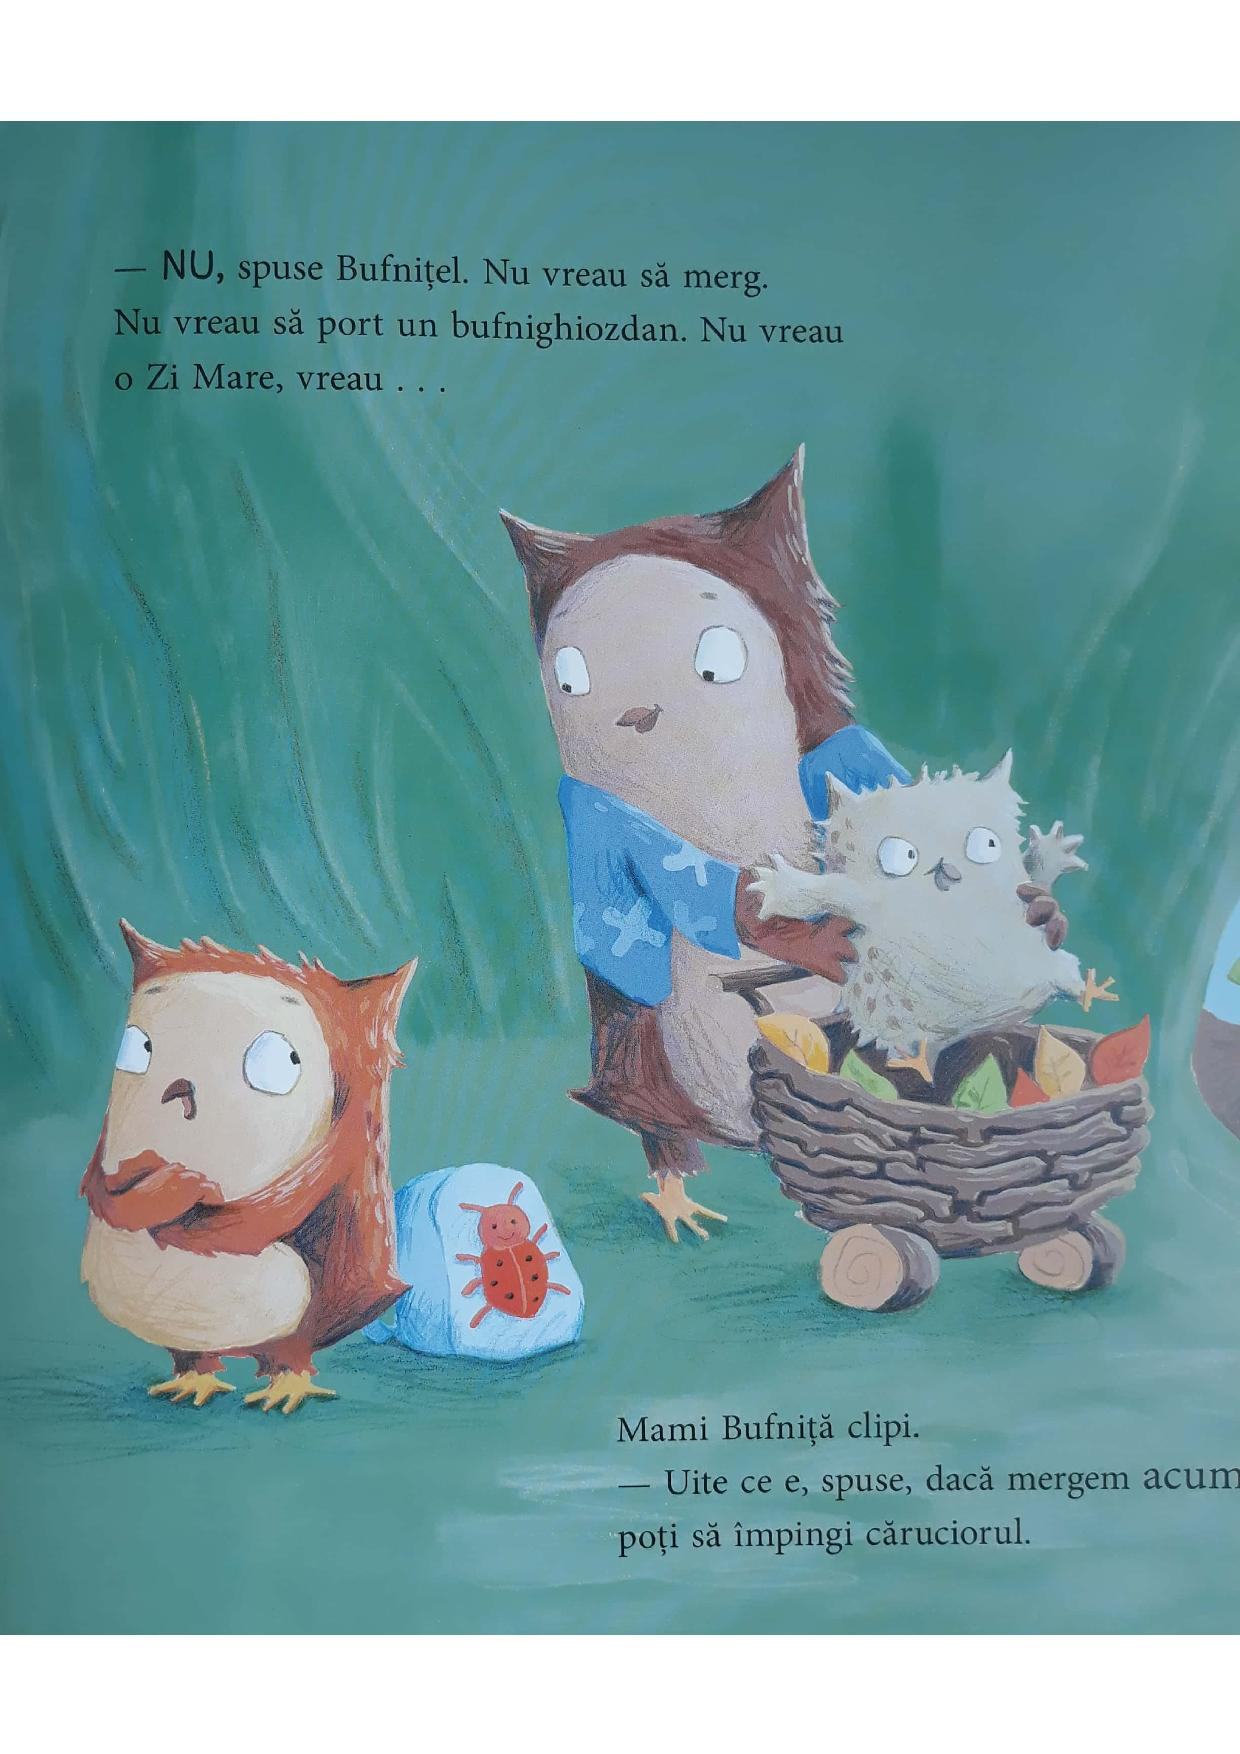 — NU, spuse Bufnițel. Nu vreau să merg.
Nu vreau să port un bufnighiozdan. Nu vreau
o Zi Mare, vreau . . .
Mami Bufniță clipi.
— Uite ce e, spuse, dacă mergem acum
poți să împingi căruciorul.